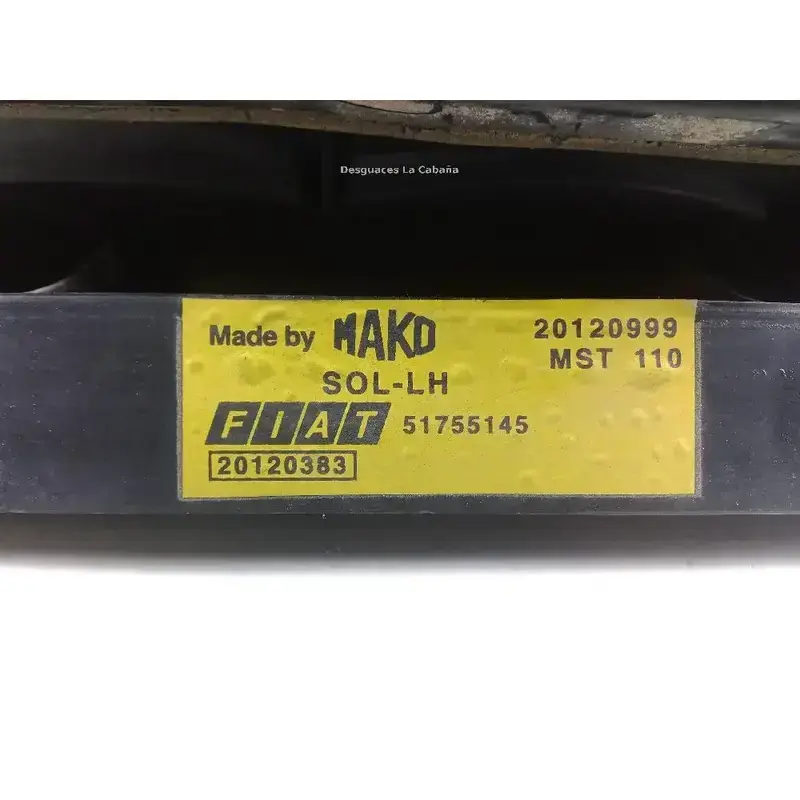 Desguaces La Cabaña
Made by MAKO 20120999
MST 110
SOL-LH
FIAT 51755145
20120383